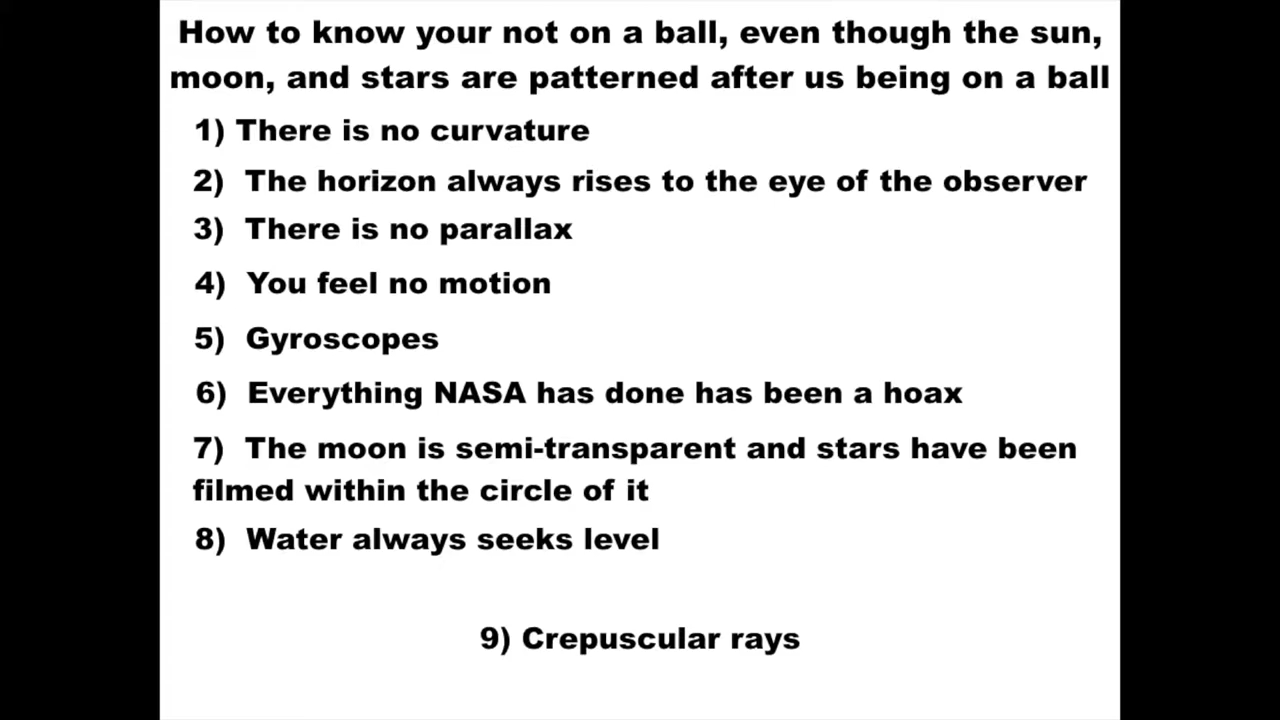 How to know your not on a ball, even though the sun,
moon, and stars are patterned after us being on a ball
1) There is no curvature
2) The horizon always rises to the eye of the observer
3) There is no parallax
4) You feel no motion
5) Gyroscopes
6) Everything NASA has done has been a hoax
7) The moon is semi-transparent and stars have been
filmed within the circle of it
8) Water always seeks level
9) Crepuscular rays